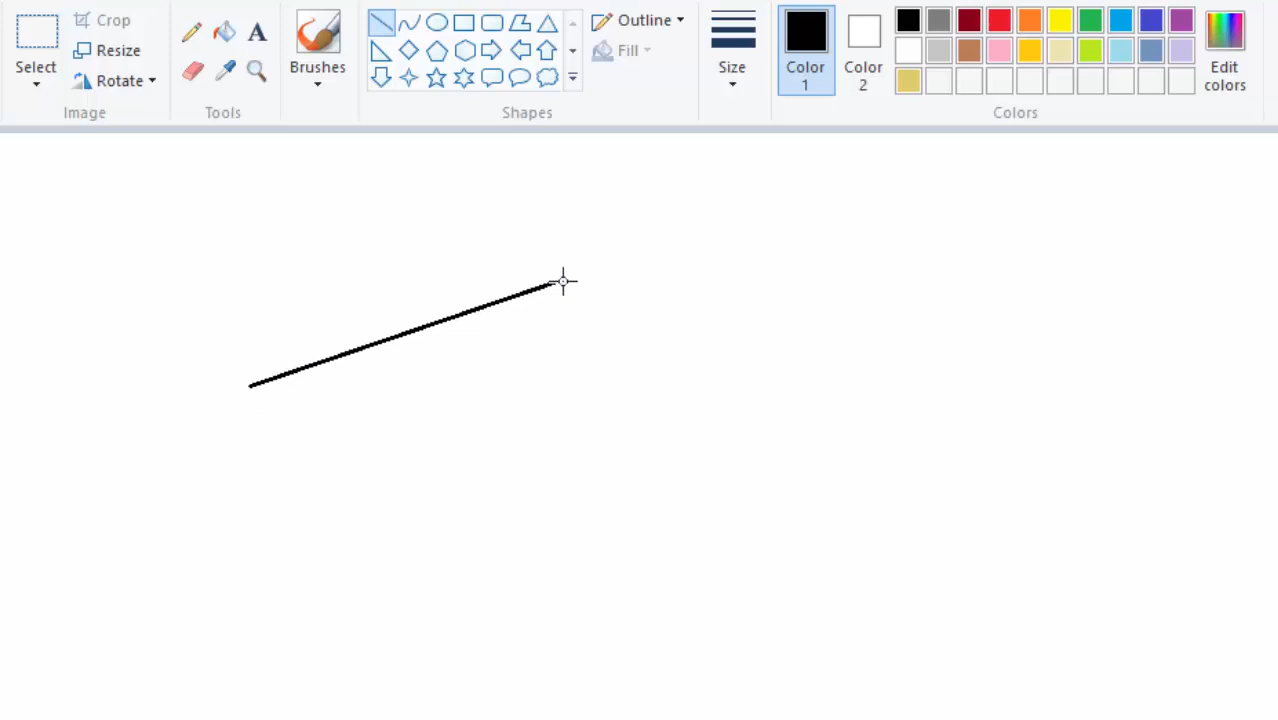 Select
Crop
Resize
Rotate
Image
A
Tools
Brushes
Shapes
Outline
Fill
Size
Color 1
Color 2
Colors
Edit colors